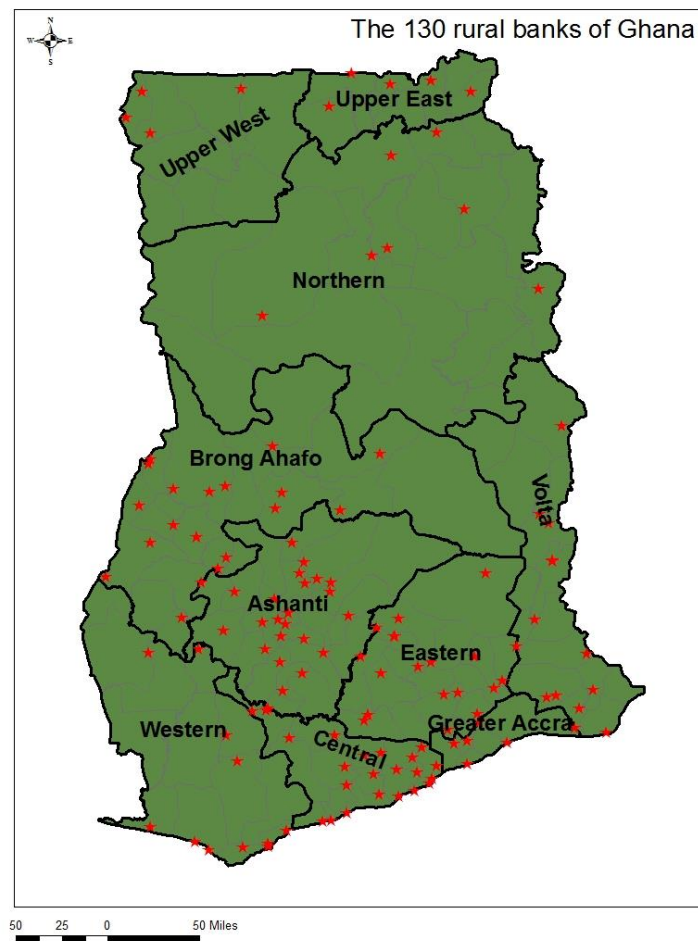 The 130 rural banks of Ghana
N
W E
S
Upper East
Upper West
Northern
Brong Ahafo
Volta
Ashanti
Eastern
Western
Greater Accra
Central
50 25 0 50 Miles